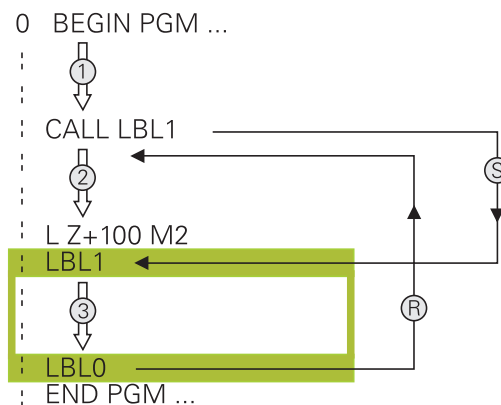 0 BEGIN PGM ...
1
CALL LBL1
S
2
L Z+100 M2
LBL1
3
R
LBL0
END PGM ...